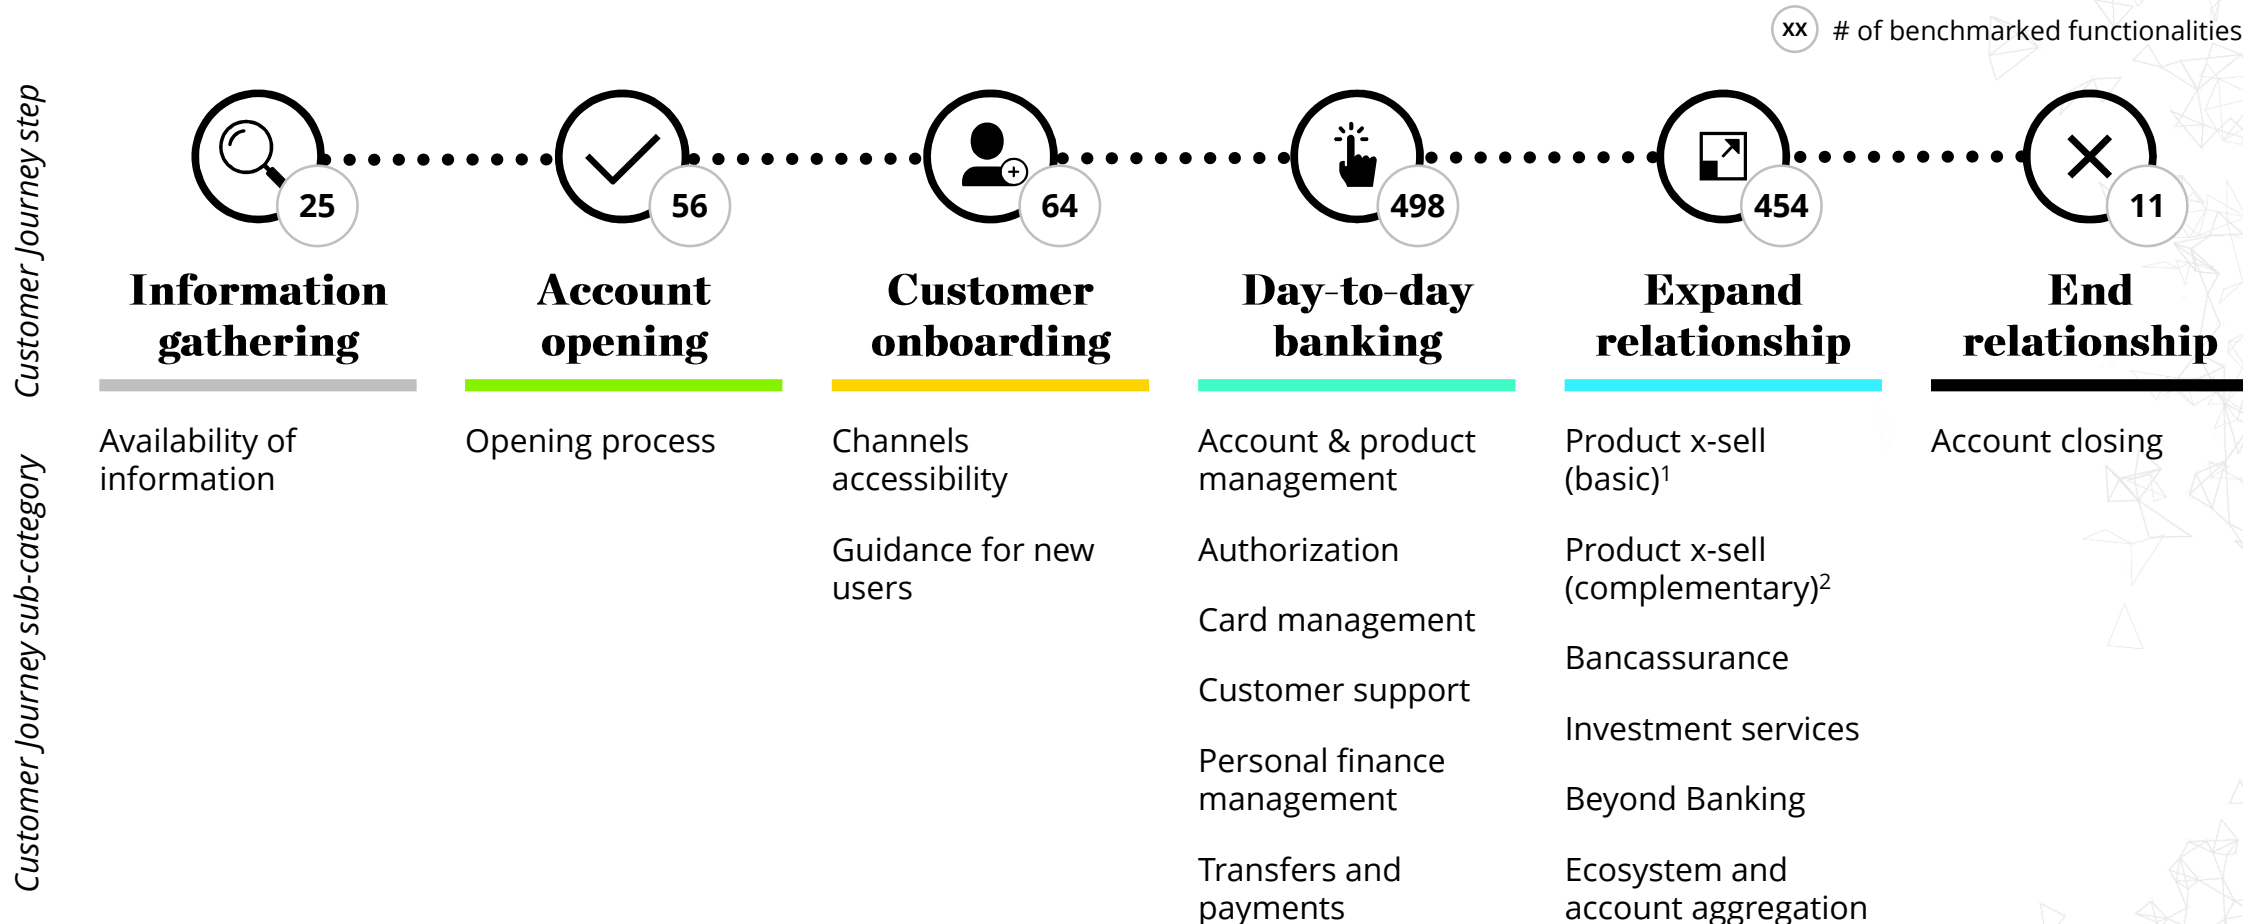 XX # of benchmarked functionalities
Customer Journey step
25
56
64
498
454
11
Information
gathering
Account
opening
Customer
onboarding
Day-to-day
banking
Expand
relationship
End
relationship
Customer Journey sub-category
Availability of
information
Opening process
Channels
accessibility
Guidance for new
users
Account & product
management
Authorization
Card management
Customer support
Personal finance
management
Transfers and
payments
Product x-sell
(basic)¹
Product x-sell
(complementary)²
Bancassurance
Investment services
Beyond Banking
Ecosystem and
account aggregation
Account closing